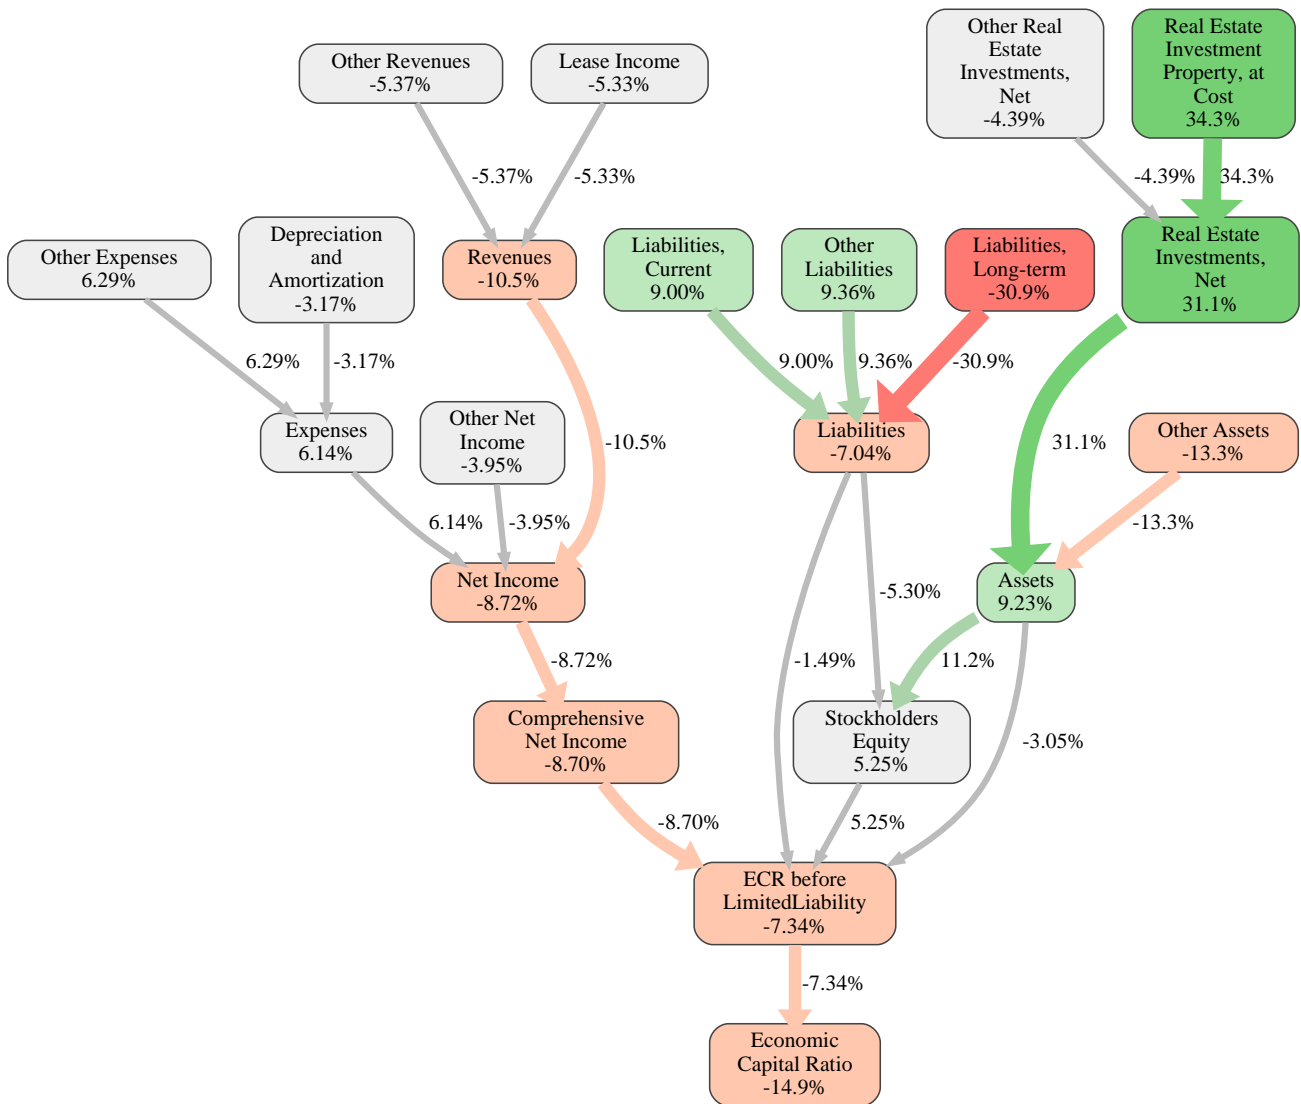 Other Real
Estate
Investments,
Net
-4.39%
Real Estate
Investment
Property, at
Cost
34.3%
Other Revenues
-5.37%
Lease Income
-5.33%
-5.37%
-5.33%
-4.39%
34.3%
Other Expenses
6.29%
Depreciation
and
Amortization
-3.17%
Revenues
-10.5%
Liabilities,
Current
9.00%
Other
Liabilities
9.36%
Liabilities,
Long-term
-30.9%
Real Estate
Investments,
Net
31.1%
6.29%
-3.17%
9.00%
9.36%
-30.9%
Expenses
6.14%
Other Net
Income
-3.95%
-10.5%
Liabilities
-7.04%
31.1%
Other Assets
-13.3%
6.14%
-3.95%
-13.3%
Net Income
-8.72%
-5.30%
Assets
9.23%
-8.72%
-1.49%
11.2%
Comprehensive
Net Income
-8.70%
Stockholders
Equity
5.25%
-3.05%
-8.70%
5.25%
ECR before
LimitedLiability
-7.34%
-7.34%
Economic
Capital Ratio
-14.9%